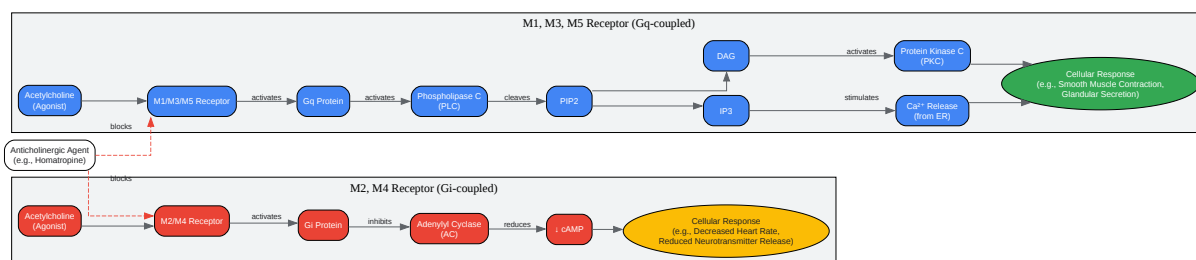 M1, M3, M5 Receptor (Gq-coupled)
Acetylcholine
(Agonist)
M1/M3/M5 Receptor
activates
Gq Protein
activates
Phospholipase C
(PLC)
cleaves
PIP2
DAG
activates
Protein Kinase C
(PKC)
IP3
stimulates
Ca²⁺ Release
(from ER)
Cellular Response
(e.g., Smooth Muscle Contraction,
Glandular Secretion)
blocks
Anticholinergic Agent
(e.g., Homatropine)
blocks
M2, M4 Receptor (Gi-coupled)
Acetylcholine
(Agonist)
M2/M4 Receptor
activates
Gi Protein
inhibits
Adenylyl Cyclase
(AC)
reduces
↓ cAMP
Cellular Response
(e.g., Decreased Heart Rate,
Reduced Neurotransmitter Release)